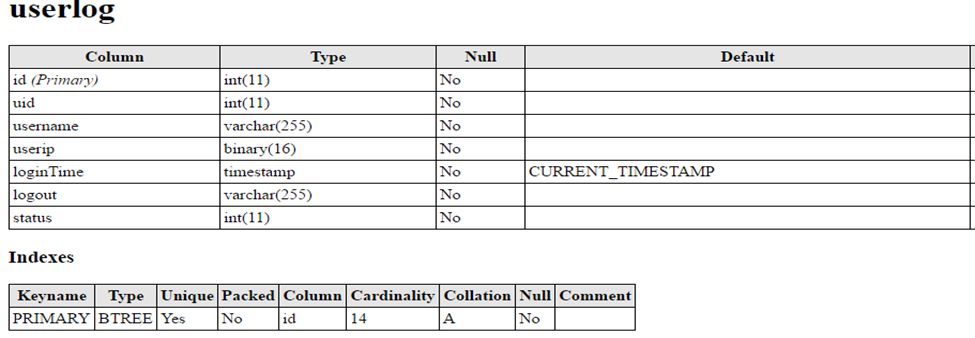 userlog
Column Type Null Default
id (Primary) int(11) No
uid int(11) No
username varchar(255) No
userip binary(16) No
loginTime timestamp No CURRENT_TIMESTAMP
logout varchar(255) No
status int(11) No
Indexes
Keyname Type Unique Packed Column Cardinality Collation Null Comment
PRIMARY BTREE Yes No id 14 A No